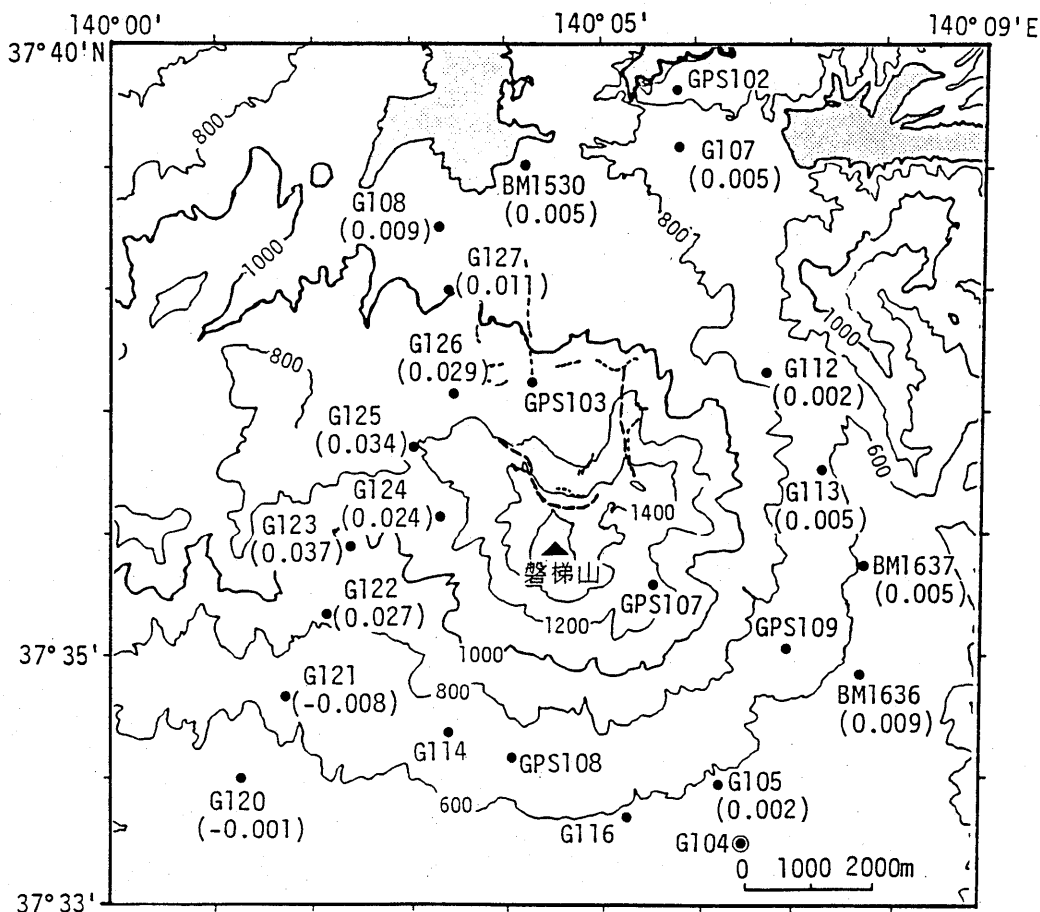 140°00'
140°05'
140°09'E
37°40'N
GPS102
800
G107
(0.005)
BM1530
(0.005)
G108
(0.009)
800
1000
G127
(0.011)
1000
G126
(0.029)
800
G112
(0.002)
GPS103
G125
(0.034)
600
G124
(0.024)
G113
(0.005)
1400
G123
(0.037)
磐梯山
BM1637
(0.005)
G122
(0.027)
GPS107
1200
GPS109
37°35'
1000
G121
(-0.008)
800
BM1636
(0.009)
G114
GPS108
G105
(0.002)
G120
(-0.001)
600
G116
G104
0 1000 2000m
37°33'